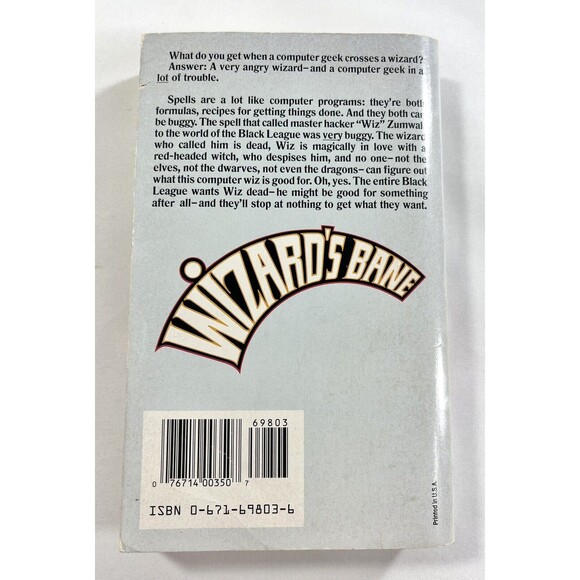 What do you get when a computer geek crosses a wizard?
Answer: A very angry wizard—and a computer geek in a
lot of trouble.
Spells are a lot like computer programs: they're both
formulas, recipes for getting things done. And they both can
be buggy. The spell that called master hacker "Wiz" Zumwalt
to the world of the Black League was very buggy. The wizard
who called him is dead, Wiz is magically in love with a
red-headed witch, who despises him, and no one—not the
elves, not the dwarves, not even the dragons—can figure out
what this computer wiz is good for. Oh, yes. The entire Black
League wants Wiz dead—he might be good for something
after all—and they'll stop at nothing to get what they want.
WIZARD'S BANE
69803
0 76714 00350 7
ISBN 0-671-69803-6
Printed in U.S.A.